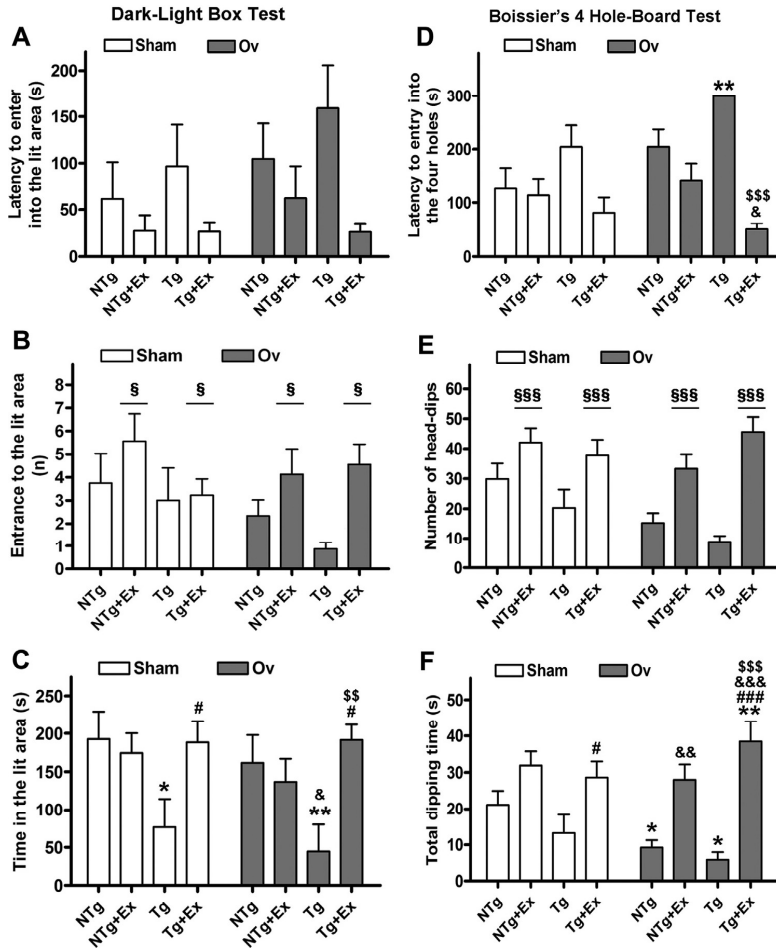 Dark-Light Box Test
A
Sham Ov
Latency to enter
into the lit area (s)
200
150
100
50
0
NTg NTg+Ex Tg Tg+Ex NTg NTg+Ex Tg Tg+Ex
B
Sham Ov
Entrance to the lit area
(n)
8
7
6
5
4
3
2
1
0
§ § § §
NTg NTg+Ex Tg Tg+Ex NTg NTg+Ex Tg Tg+Ex
C
Sham Ov
Time in the lit area (s)
250
200
150
100
50
0
*
#
&
**
$$
#
NTg NTg+Ex Tg Tg+Ex NTg NTg+Ex Tg Tg+Ex
Boissier's 4 Hole-Board Test
D
Sham Ov
Latency to entry into
the four holes (s)
300
200
100
0
**
$$$
&
NTg NTg+Ex Tg Tg+Ex NTg NTg+Ex Tg Tg+Ex
E
Sham Ov
Number of head-dips
60
50
40
30
20
10
0
§§§ §§§ §§§ §§§
NTg NTg+Ex Tg Tg+Ex NTg NTg+Ex Tg Tg+Ex
F
Sham Ov
Total dipping time (s)
50
40
30
20
10
0
#
*
&&
*
$$$
&&&
###
**
NTg NTg+Ex Tg Tg+Ex NTg NTg+Ex Tg Tg+Ex